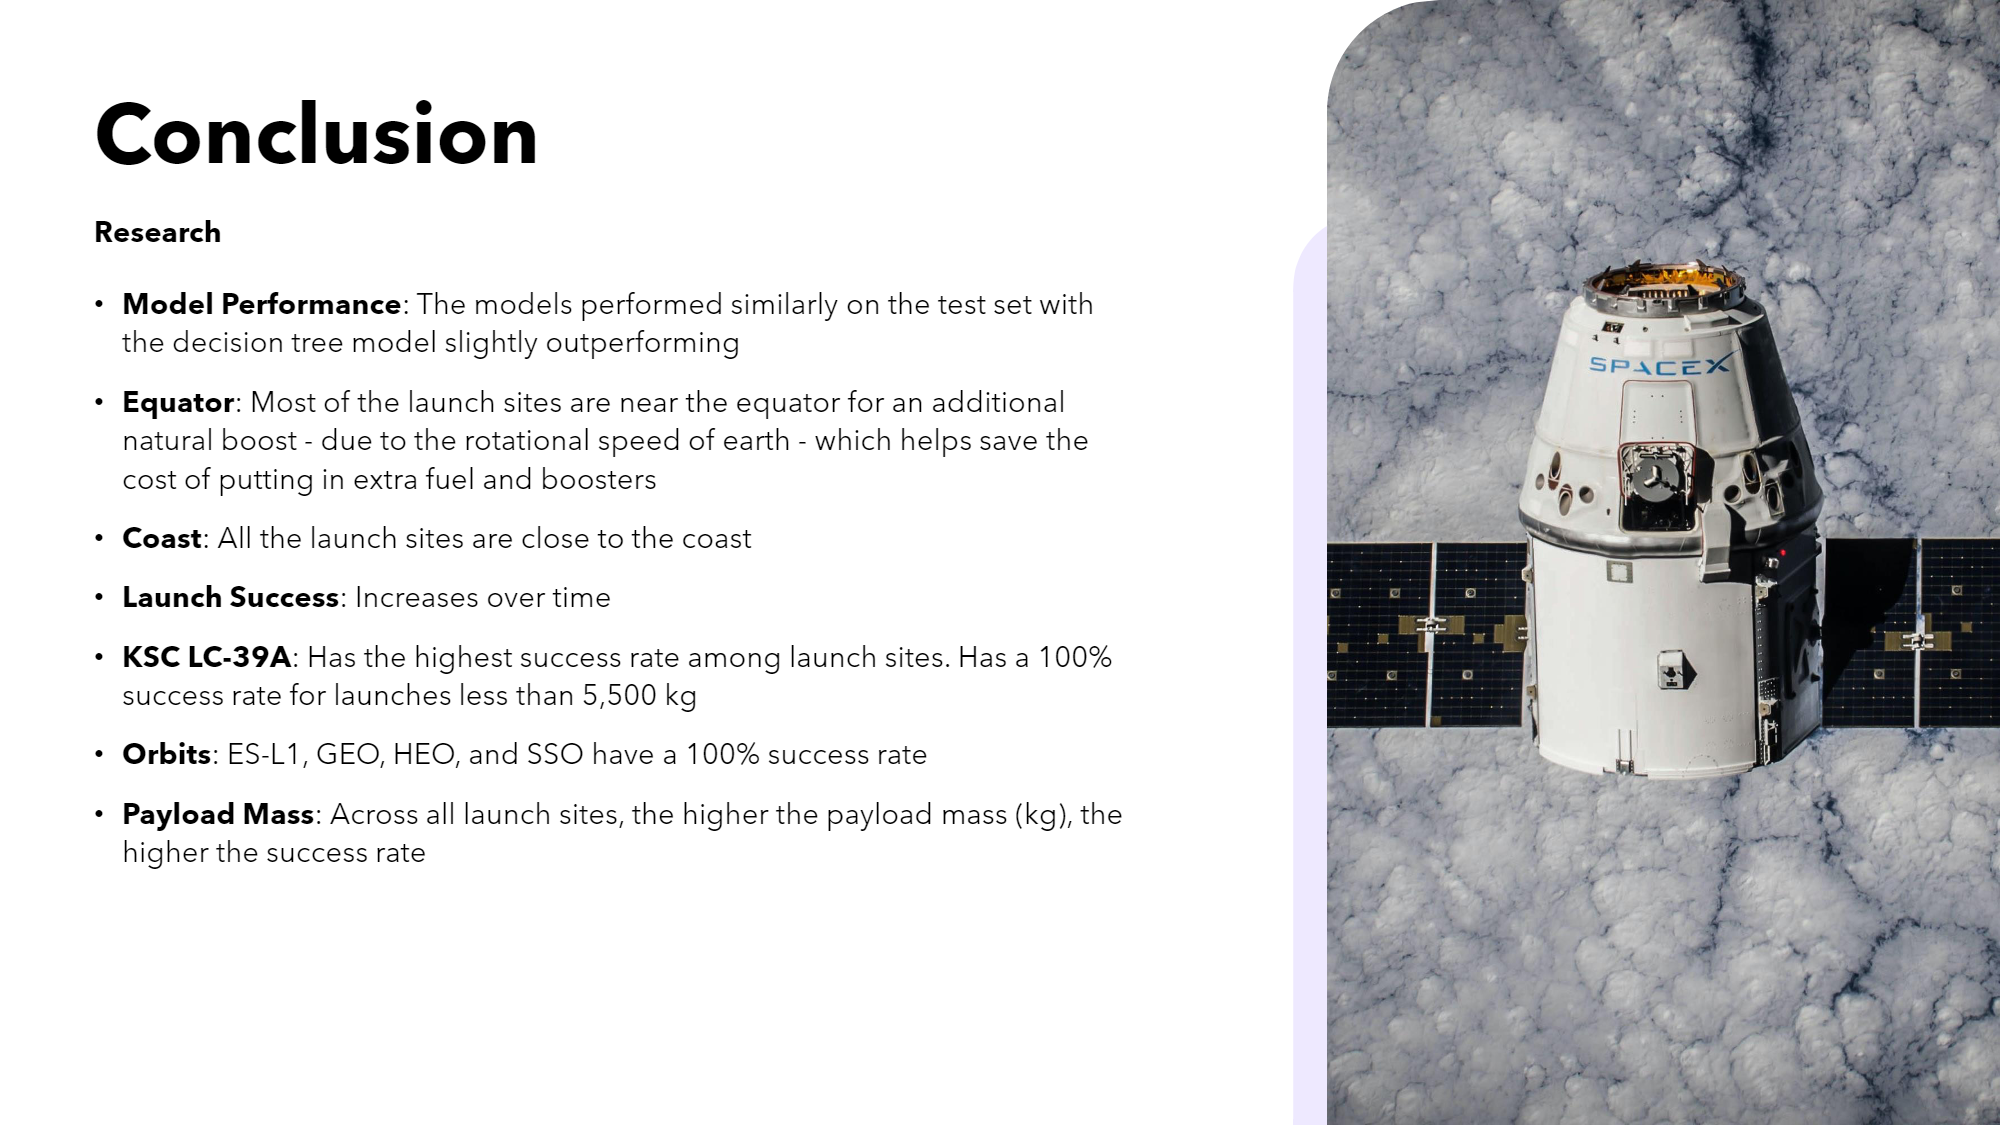 Conclusion
Research
• Model Performance: The models performed similarly on the test set with
the decision tree model slightly outperforming
• Equator: Most of the launch sites are near the equator for an additional
natural boost - due to the rotational speed of earth - which helps save the
cost of putting in extra fuel and boosters
• Coast: All the launch sites are close to the coast
• Launch Success: Increases over time
• KSC LC-39A: Has the highest success rate among launch sites. Has a 100%
success rate for launches less than 5,500 kg
• Orbits: ES-L1, GEO, HEO, and SSO have a 100% success rate
• Payload Mass: Across all launch sites, the higher the payload mass (kg), the
higher the success rate
SPACEX